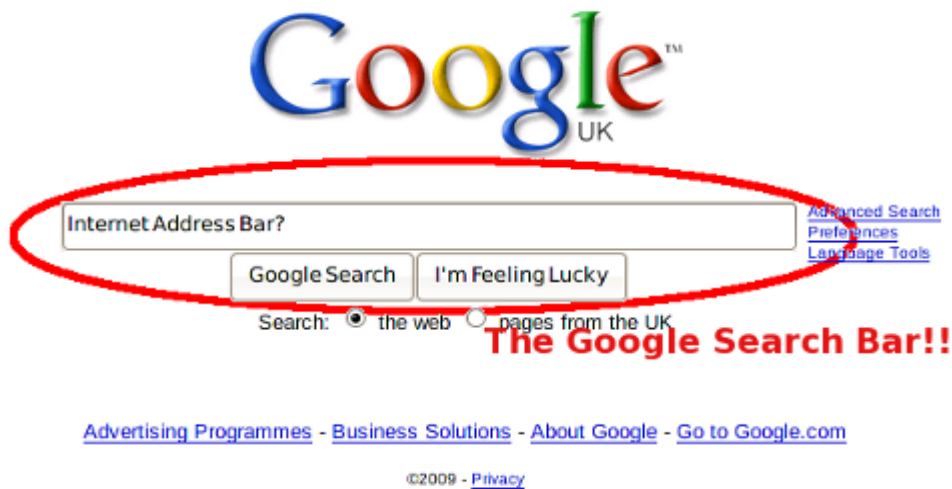 Google™
UK
Internet Address Bar?
Advanced Search
Preferences
Language Tools
Google Search I'm Feeling Lucky
Search: the web pages from the UK
The Google Search Bar!!
Advertising Programmes - Business Solutions - About Google - Go to Google.com
©2009 - Privacy